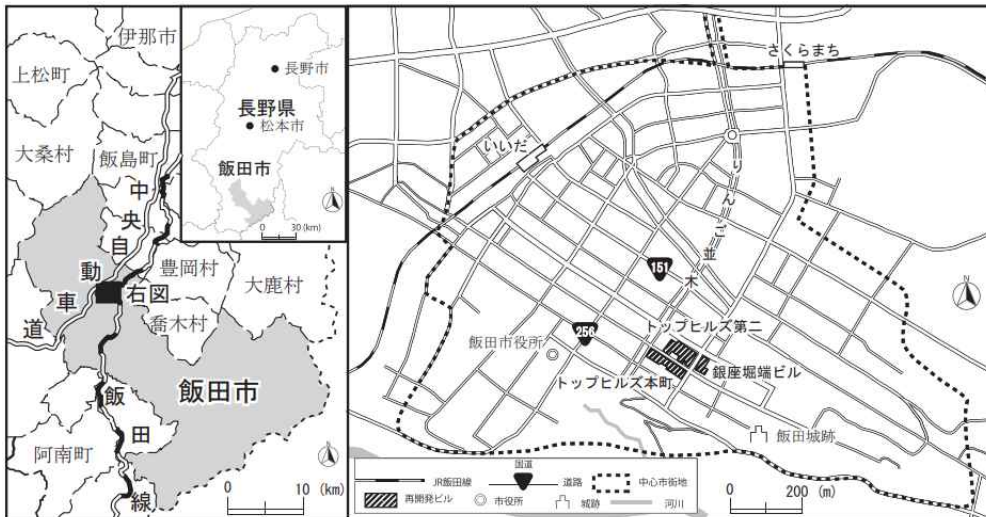 伊那市
上松町
大桑村
飯島町
中央自動車道
豊岡村
大鹿村
右図
喬木村
飯田市
飯田線
阿南町
N
0 10 (km)
長野市
長野県
松本市
飯田市
N
0 30 (km)
さくらまち
いいだ
りんご並木
151
N
トップヒルズ第二
256
飯田市役所
銀座堀端ビル
トップヒルズ本町
飯田城跡
JR飯田線
国道
道路
中心市街地
再開発ビル
市役所
城跡
河川
0 200 (m)